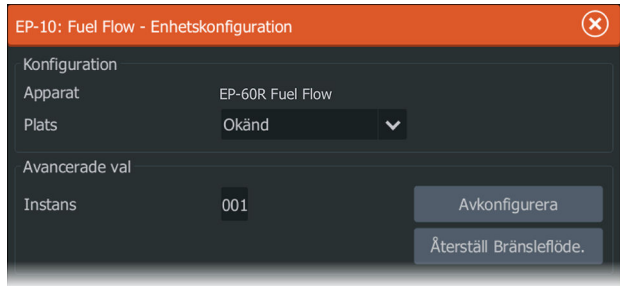 EP-10: Fuel Flow - Enhetskonfiguration
Konfiguration
Apparat EP-60R Fuel Flow
Plats Okänd
Avancerade val
Instans 001 Avkonfigurera
Återställ Bränsleflöde.